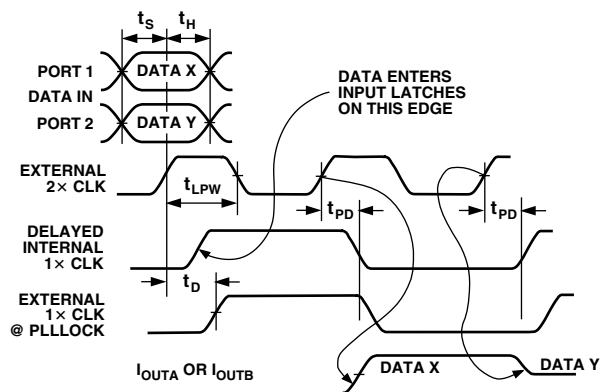 tS tH
PORT 1 DATA X
DATA IN
PORT 2 DATA Y
DATA ENTERS
INPUT LATCHES
ON THIS EDGE
EXTERNAL
2× CLK
tLPW
tPD tPD
DELAYED
INTERNAL
1× CLK
tD
EXTERNAL
1× CLK
@ PLLLOCK
IOUTA OR IOUTB
DATA X DATA Y